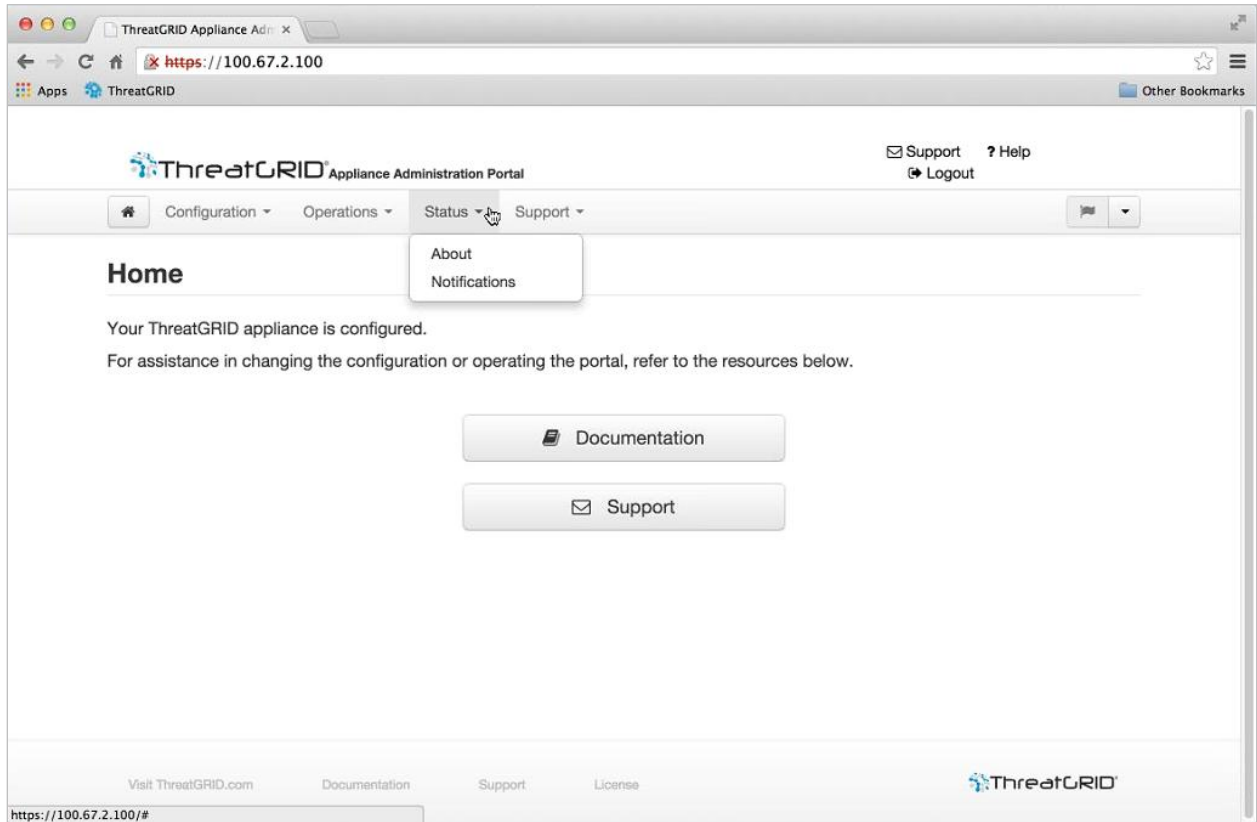 ThreatGRID Appliance Adm
https://100.67.2.100
Apps ThreatGRID Other Bookmarks
ThreatGRID® Appliance Administration Portal
Support ? Help
Logout
Configuration Operations Status Support
About
Notifications
Home
Your ThreatGRID appliance is configured.
For assistance in changing the configuration or operating the portal, refer to the resources below.
Documentation
Support
Visit ThreatGRID.com Documentation Support License ThreatGRID
https://100.67.2.100/#